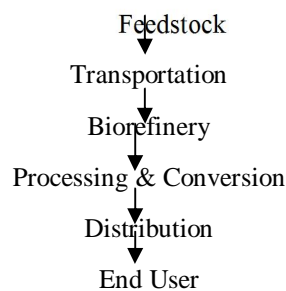 Feedstock
Transportation
Biorefinery
Processing & Conversion
Distribution
End User